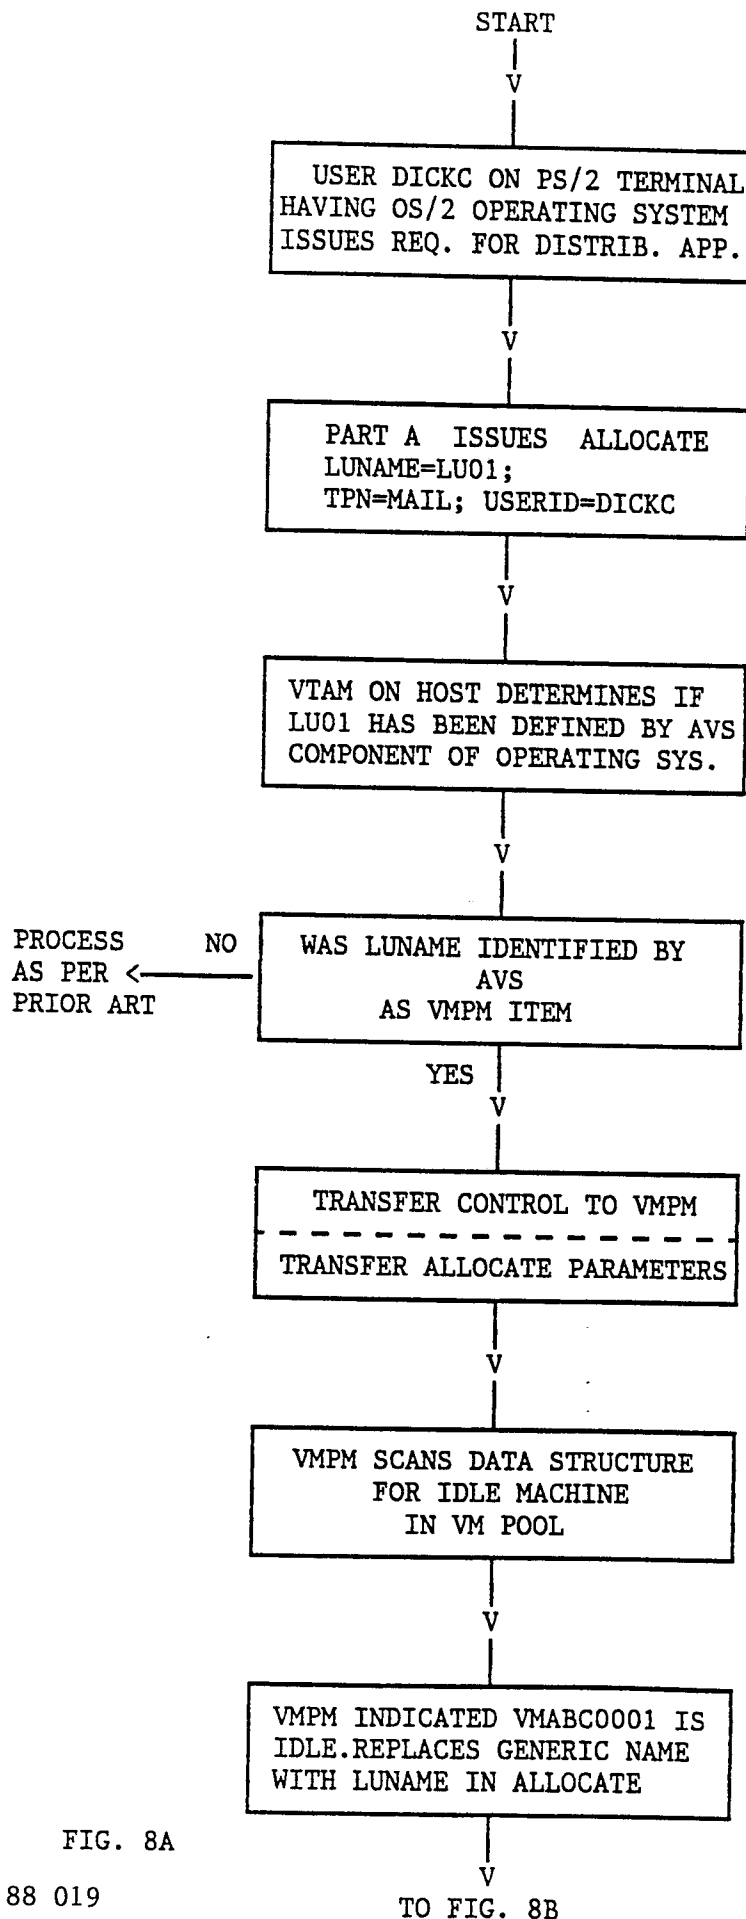 START
V
USER DICKC ON PS/2 TERMINAL
HAVING OS/2 OPERATING SYSTEM
ISSUES REQ. FOR DISTRIB. APP.
V
PART A ISSUES ALLOCATE
LUNAME=LU01;
TPN=MAIL; USERID=DICKC
V
VTAM ON HOST DETERMINES IF
LU01 HAS BEEN DEFINED BY AVS
COMPONENT OF OPERATING SYS.
V
WAS LUNAME IDENTIFIED BY
AVS
AS VMPM ITEM
NO
PROCESS
AS PER <
PRIOR ART
YES
V
TRANSFER CONTROL TO VMPM
TRANSFER ALLOCATE PARAMETERS
V
VMPM SCANS DATA STRUCTURE
FOR IDLE MACHINE
IN VM POOL
V
VMPM INDICATED VMABC0001 IS
IDLE.REPLACES GENERIC NAME
WITH LUNAME IN ALLOCATE
V
TO FIG. 8B
FIG. 8A
88 019